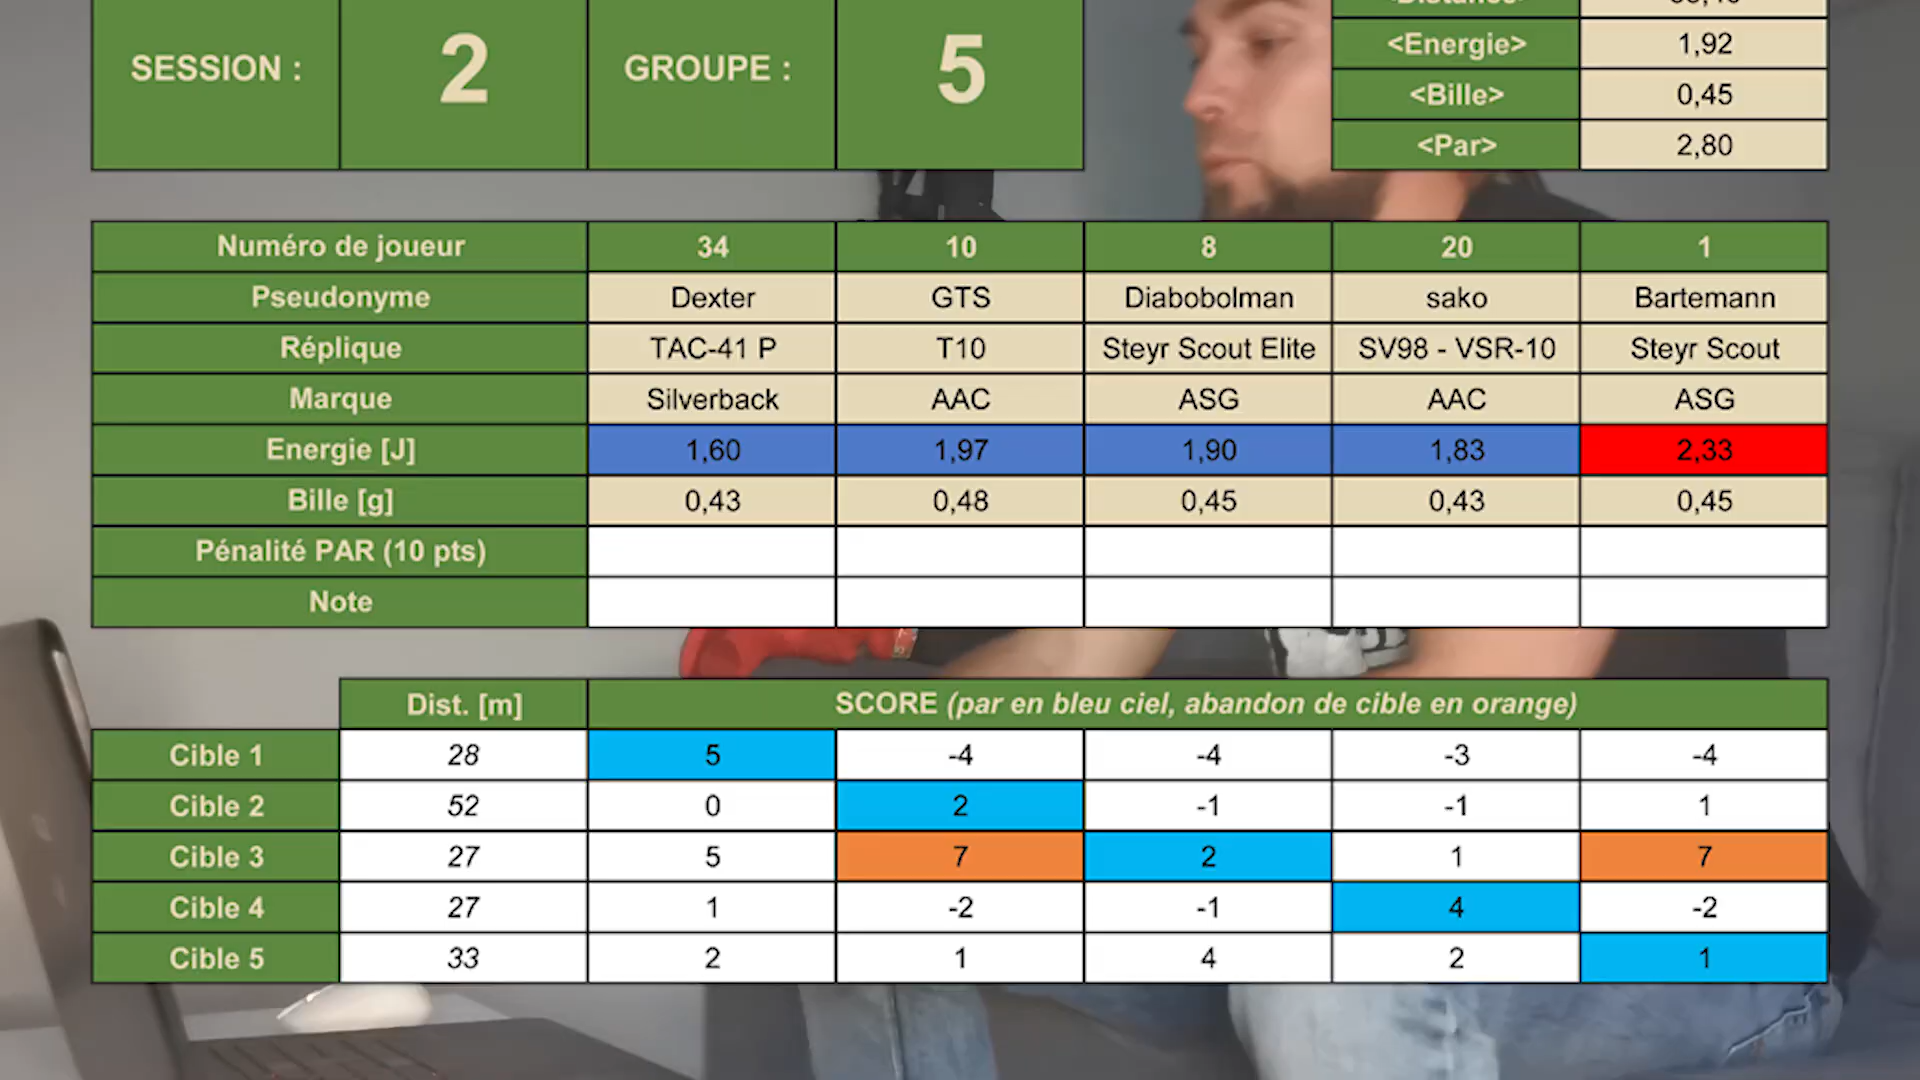 SESSION : 2 GROUPE : 5
<Energie> 1,92
<Bille> 0,45
<Par> 2,80
Numéro de joueur 34 10 8 20 1
Pseudonyme Dexter GTS Diabobolman sako Bartemann
Réplique TAC-41 P T10 Steyr Scout Elite SV98 - VSR-10 Steyr Scout
Marque Silverback AAC ASG AAC ASG
Energie [J] 1,60 1,97 1,90 1,83 2,33
Bille [g] 0,43 0,48 0,45 0,43 0,45
Pénalité PAR (10 pts)
Note
Dist. [m] SCORE (par en bleu ciel, abandon de cible en orange)
Cible 1 28 5 -4 -4 -3 -4
Cible 2 52 0 2 -1 -1 1
Cible 3 27 5 7 2 1 7
Cible 4 27 1 -2 -1 4 -2
Cible 5 33 2 1 4 2 1